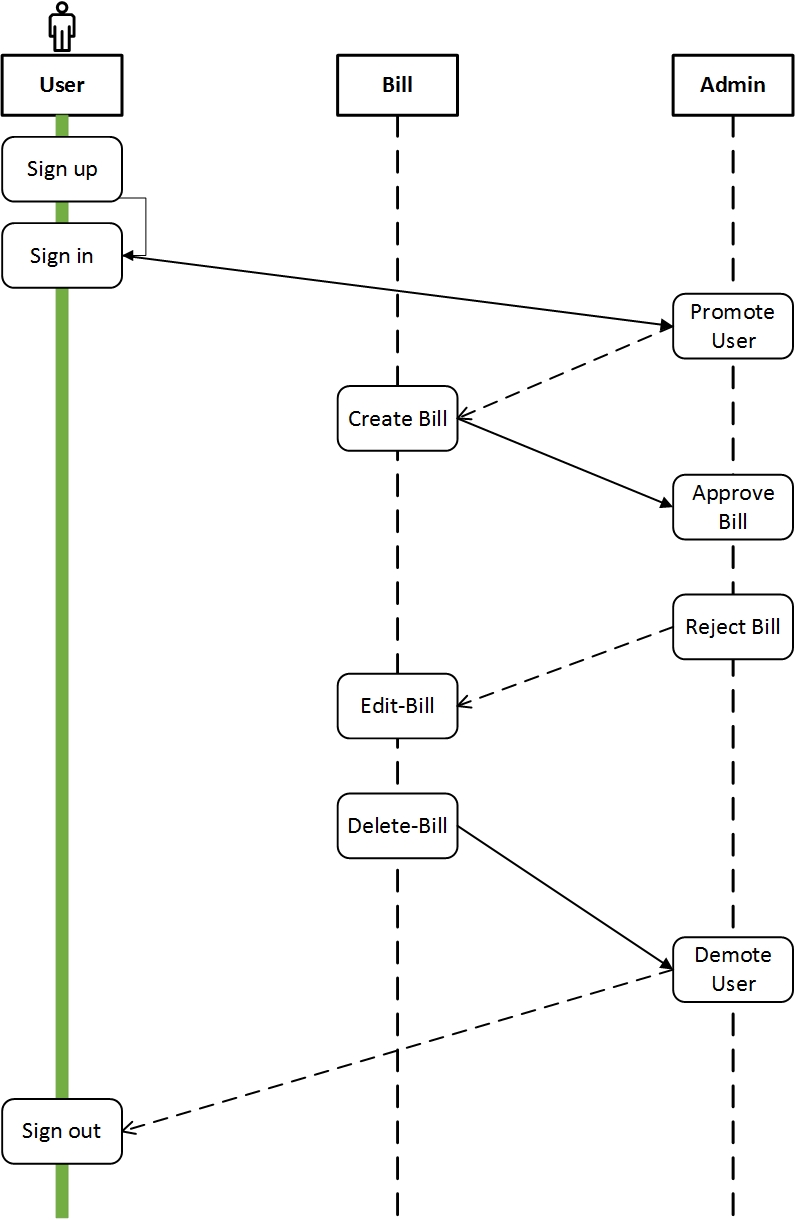 User
Bill
Admin
Sign up
Sign in
Promote
User
Create Bill
Approve
Bill
Reject Bill
Edit-Bill
Delete-Bill
Demote
User
Sign out